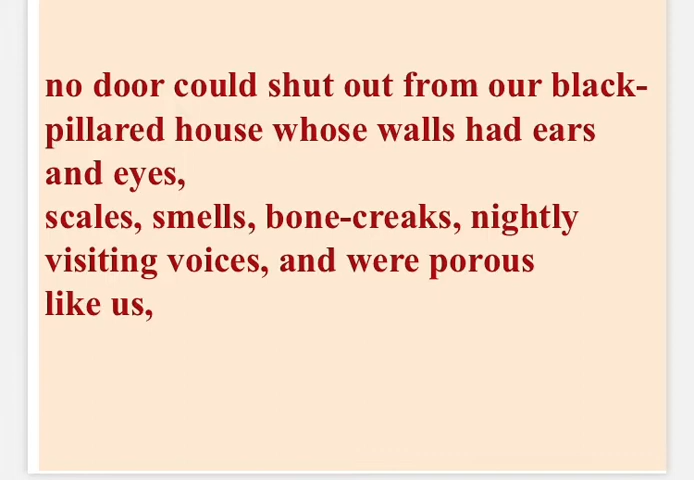 no door could shut out from our black-
pillared house whose walls had ears
and eyes,
scales, smells, bone-creaks, nightly
visiting voices, and were porous
like us,